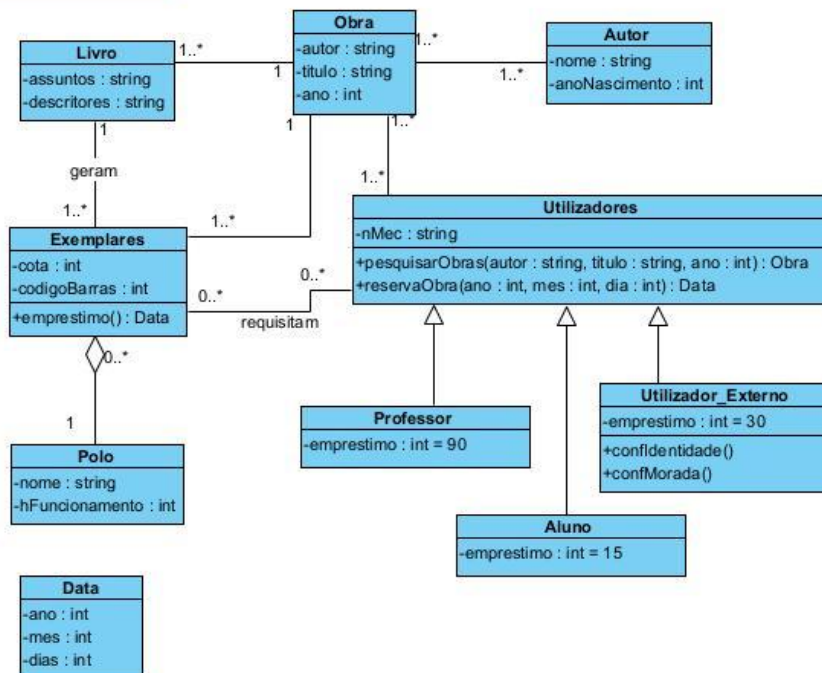 Obra
-autor : string
-titulo : string
-ano : int
Livro
-assuntos : string
-descritores : string
Autor
-nome : string
-anoNascimento : int
1..*
1
1..*
1..*
1
1
1..*
geram
1..*
1..*
1..*
Exemplares
-cota : int
-codigoBarras : int
+emprestimo() : Data
Utilizadores
-nMec : string
+pesquisarObras(autor : string, titulo : string, ano : int) : Obra
+reservaObra(ano : int, mes : int, dia : int) : Data
0..*
0..*
requisitam
0..*
1
Polo
-nome : string
-hFuncionamento : int
Professor
-emprestimo : int = 90
Utilizador_Externo
-emprestimo : int = 30
+confIdentidade()
+confMorada()
Aluno
-emprestimo : int = 15
Data
-ano : int
-mes : int
-dias : int